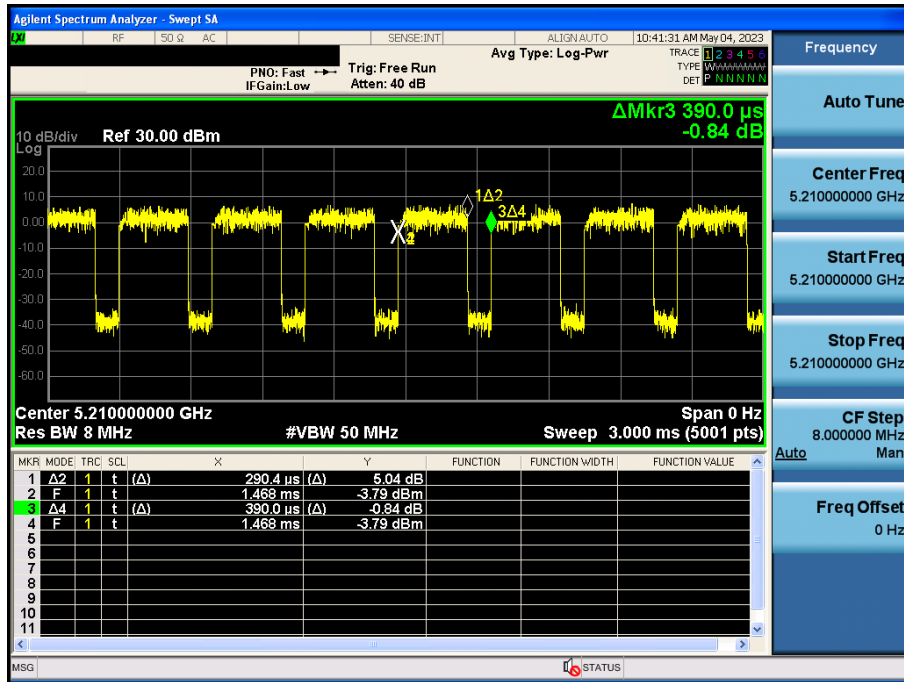 Agilent Spectrum Analyzer - Swept SA
LXI RF 50 Ω AC SENSE:INT ALIGN AUTO 10:41:31 AM May 04, 2023
Avg Type: Log-Pwr
TRACE 1 2 3 4 5 6
PNO: Fast Trig: Free Run
TYPE WWWWWW
IFGain:Low Atten: 40 dB
DET P N N N N N
Frequency
Auto Tune
Center Freq
5.210000000 GHz
Start Freq
5.210000000 GHz
Stop Freq
5.210000000 GHz
CF Step
8.000000 MHz
Auto Man
Freq Offset
0 Hz
ΔMkr3 390.0 µs
-0.84 dB
10 dB/div Ref 30.00 dBm
Log
20.0
10.0
0.00
-10.0
-20.0
-30.0
-40.0
-50.0
-60.0
1Δ2
3Δ4
Center 5.210000000 GHz Span 0 Hz
Res BW 8 MHz #VBW 50 MHz Sweep 3.000 ms (5001 pts)
MKR MODE TRC SCL X Y FUNCTION FUNCTION WIDTH FUNCTION VALUE
1 Δ2 1 t (Δ) 290.4 µs (Δ) 5.04 dB
2 F 1 t 1.468 ms -3.79 dBm
3 Δ4 1 t (Δ) 390.0 µs (Δ) -0.84 dB
4 F 1 t 1.468 ms -3.79 dBm
5
6
7
8
9
10
11
MSG STATUS